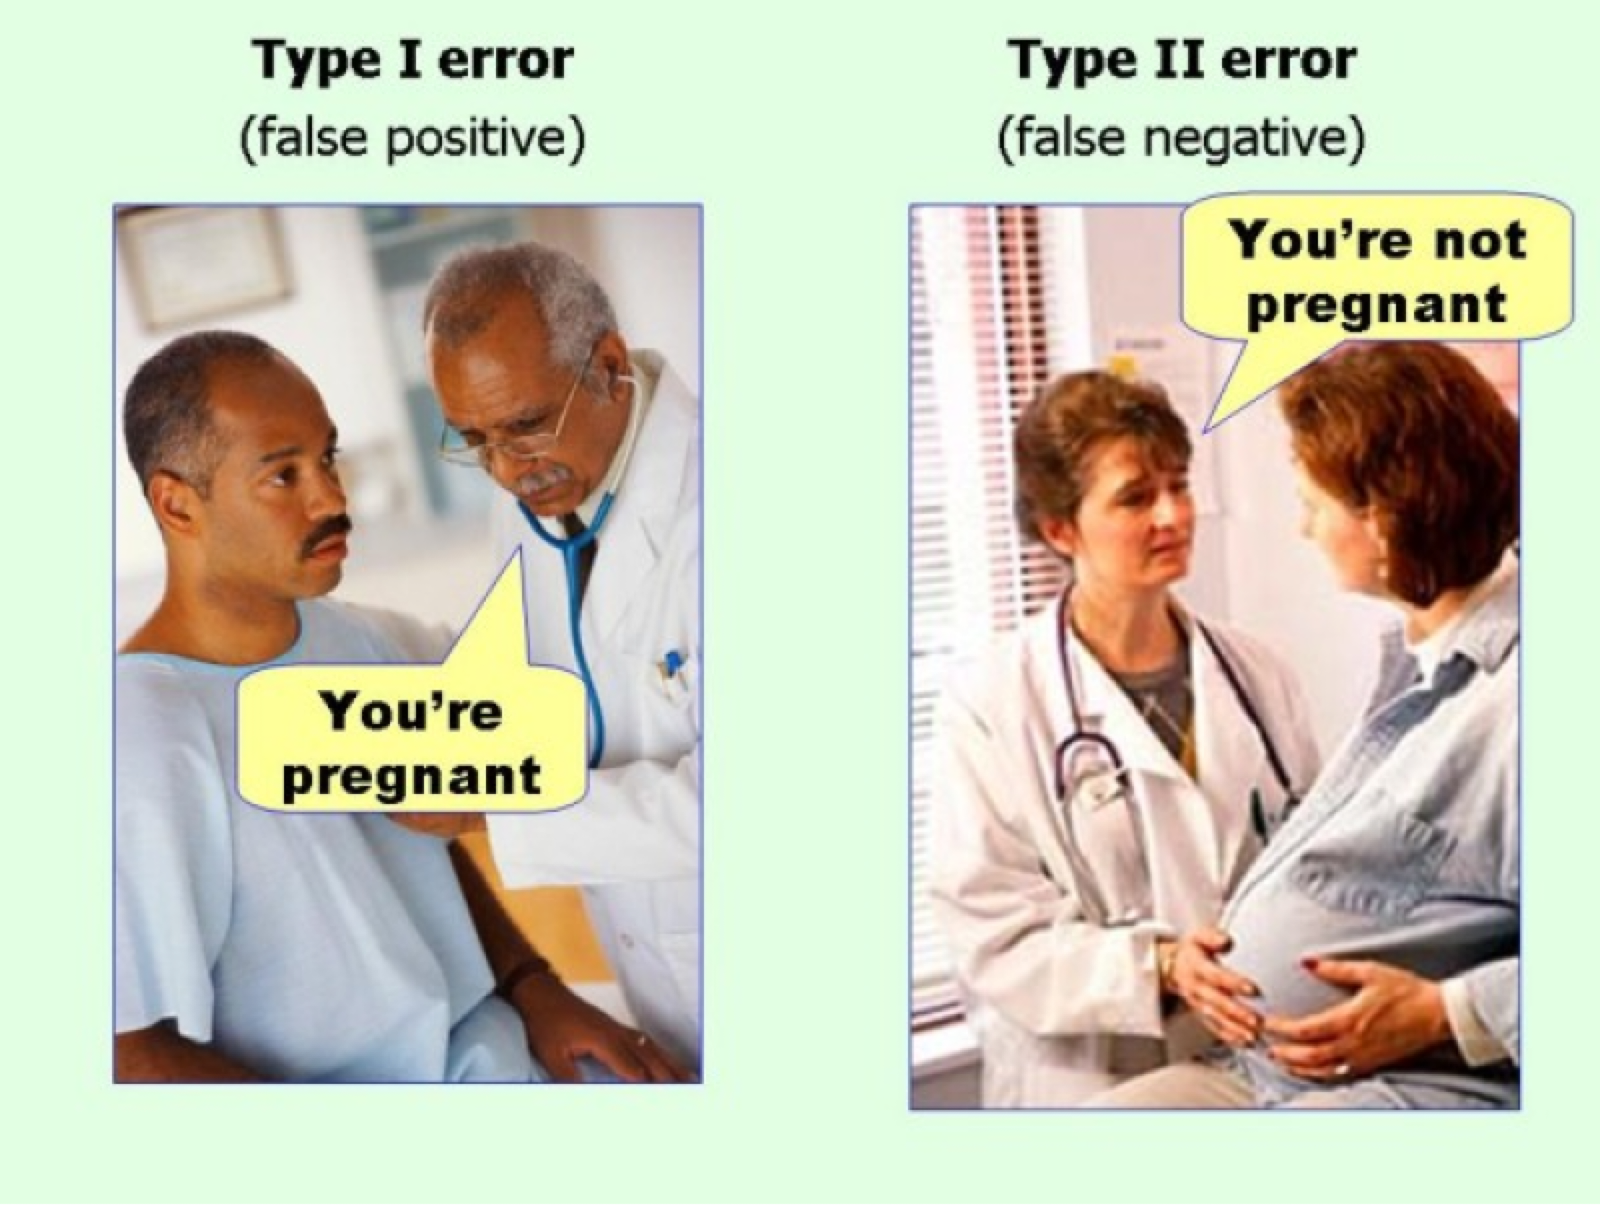 Type I error
(false positive)
You're
pregnant
Type II error
(false negative)
You’re not
pregnant